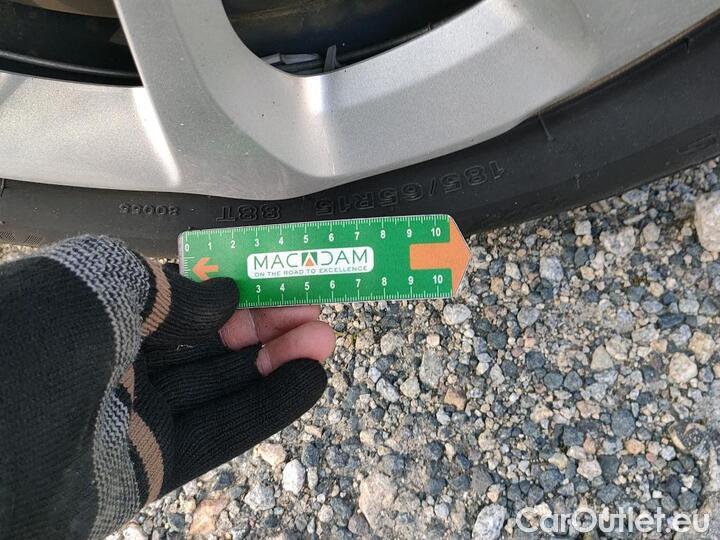 185/65R15 88T
80065
0 1 2 3 4 5 6 7 8 9 10
MACADAM
ON THE ROAD TO EXCELLENCE
3 4 5 6 7 8 9 10
CarOutlet.eu